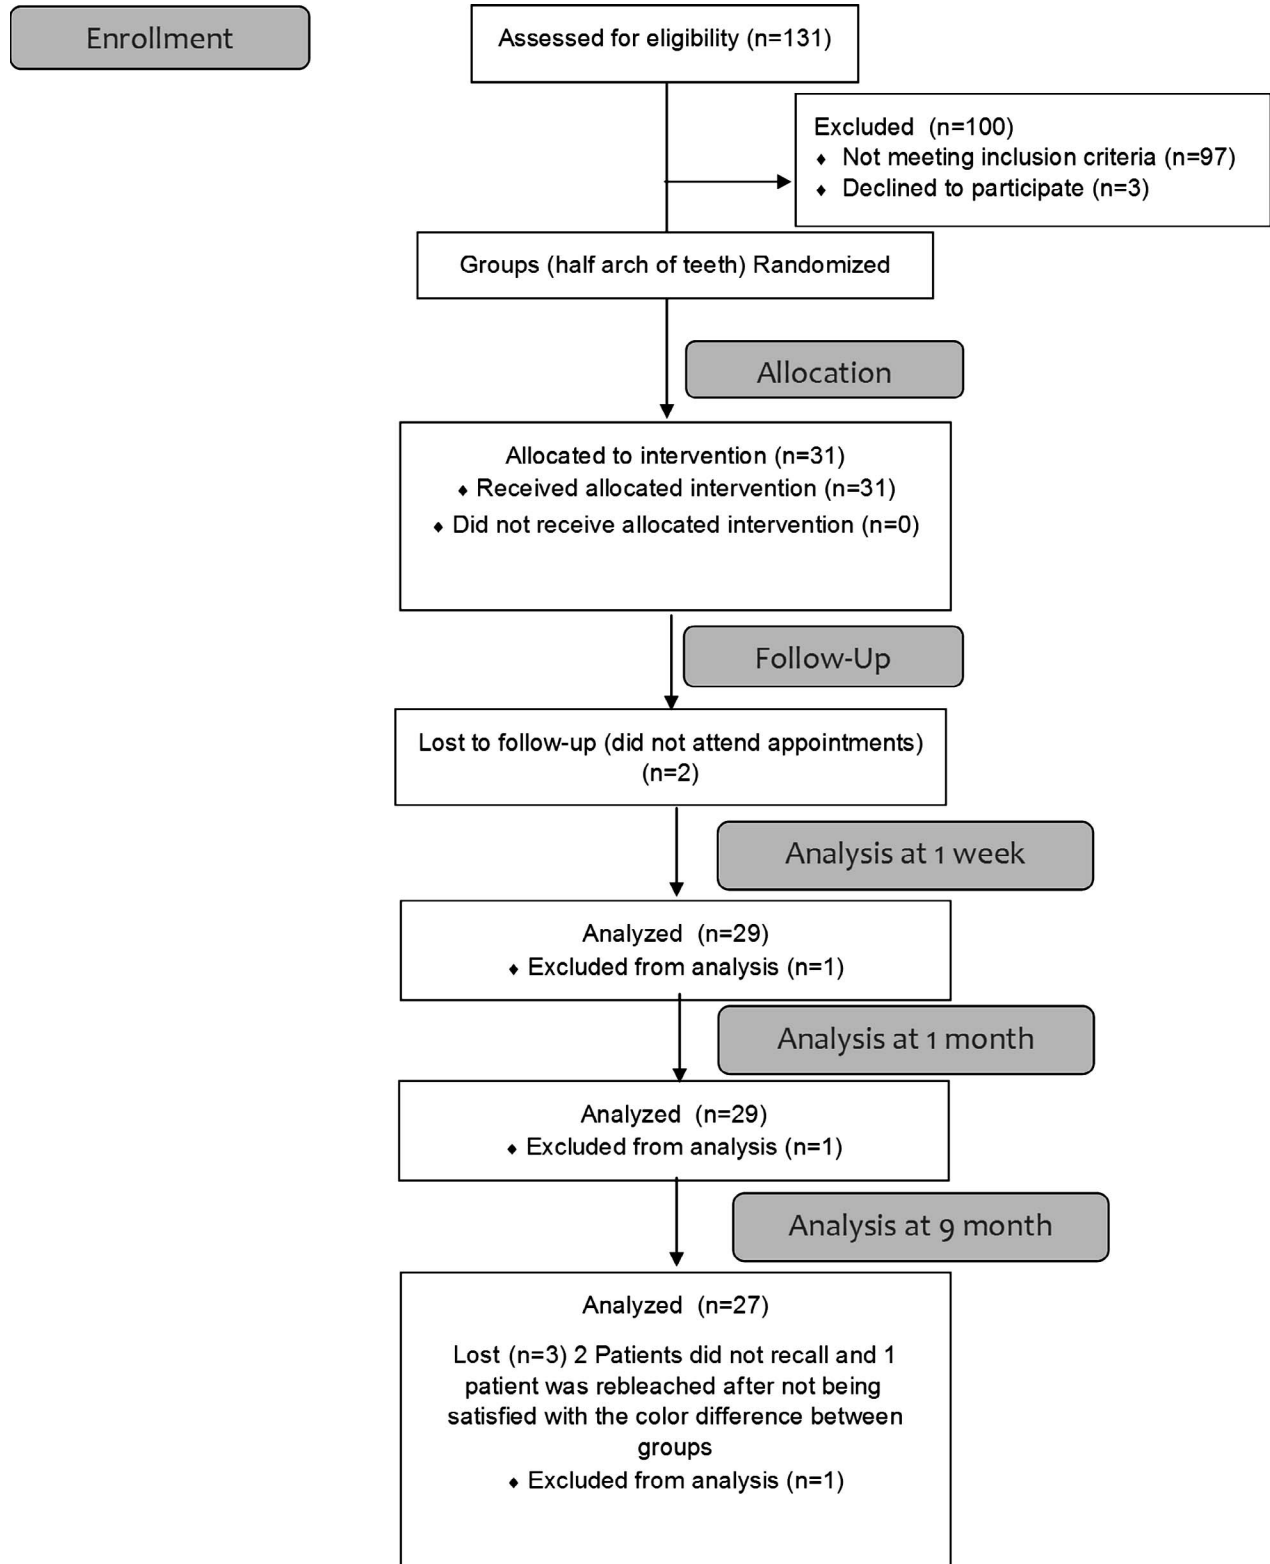 Enrollment
Assessed for eligibility (n=131)
Excluded (n=100)
♦ Not meeting inclusion criteria (n=97)
♦ Declined to participate (n=3)
Groups (half arch of teeth) Randomized
Allocation
Allocated to intervention (n=31)
♦ Received allocated intervention (n=31)
♦ Did not receive allocated intervention (n=0)
Follow-Up
Lost to follow-up (did not attend appointments)
(n=2)
Analysis at 1 week
Analyzed (n=29)
♦ Excluded from analysis (n=1)
Analysis at 1 month
Analyzed (n=29)
♦ Excluded from analysis (n=1)
Analysis at 9 month
Analyzed (n=27)
Lost (n=3) 2 Patients did not recall and 1
patient was rebleached after not being
satisfied with the color difference between
groups
♦ Excluded from analysis (n=1)